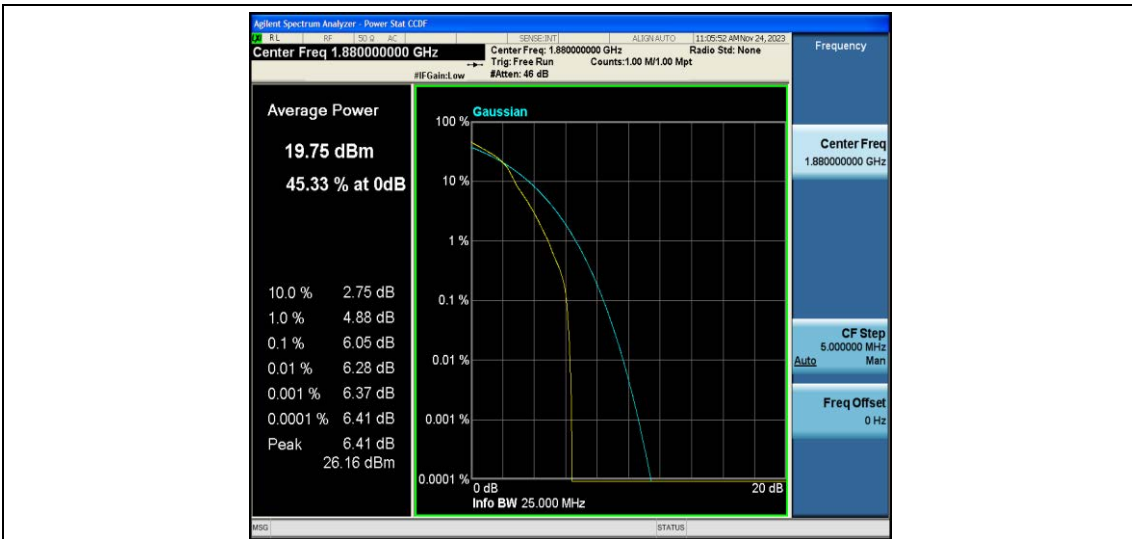 Agilent Spectrum Analyzer - Power Stat CCDF
RL RF 50 Ω AC SENSE:INT ALIGN AUTO 11:05:52 AM Nov 24, 2023
Center Freq 1.880000000 GHz
Center Freq: 1.880000000 GHz Radio Std: None
Trig: Free Run Counts:1.00 M/1.00 Mpt
#IFGain:Low #Atten: 46 dB
Frequency
Average Power
19.75 dBm
45.33 % at 0dB
10.0 % 2.75 dB
1.0 % 4.88 dB
0.1 % 6.05 dB
0.01 % 6.28 dB
0.001 % 6.37 dB
0.0001 % 6.41 dB
Peak 6.41 dB
26.16 dBm
Gaussian
100 %
10 %
1 %
0.1 %
0.01 %
0.001 %
0.0001 %
0 dB 20 dB
Info BW 25.000 MHz
Center Freq
1.880000000 GHz
CF Step
5.000000 MHz
Auto Man
Freq Offset
0 Hz
MSG STATUS